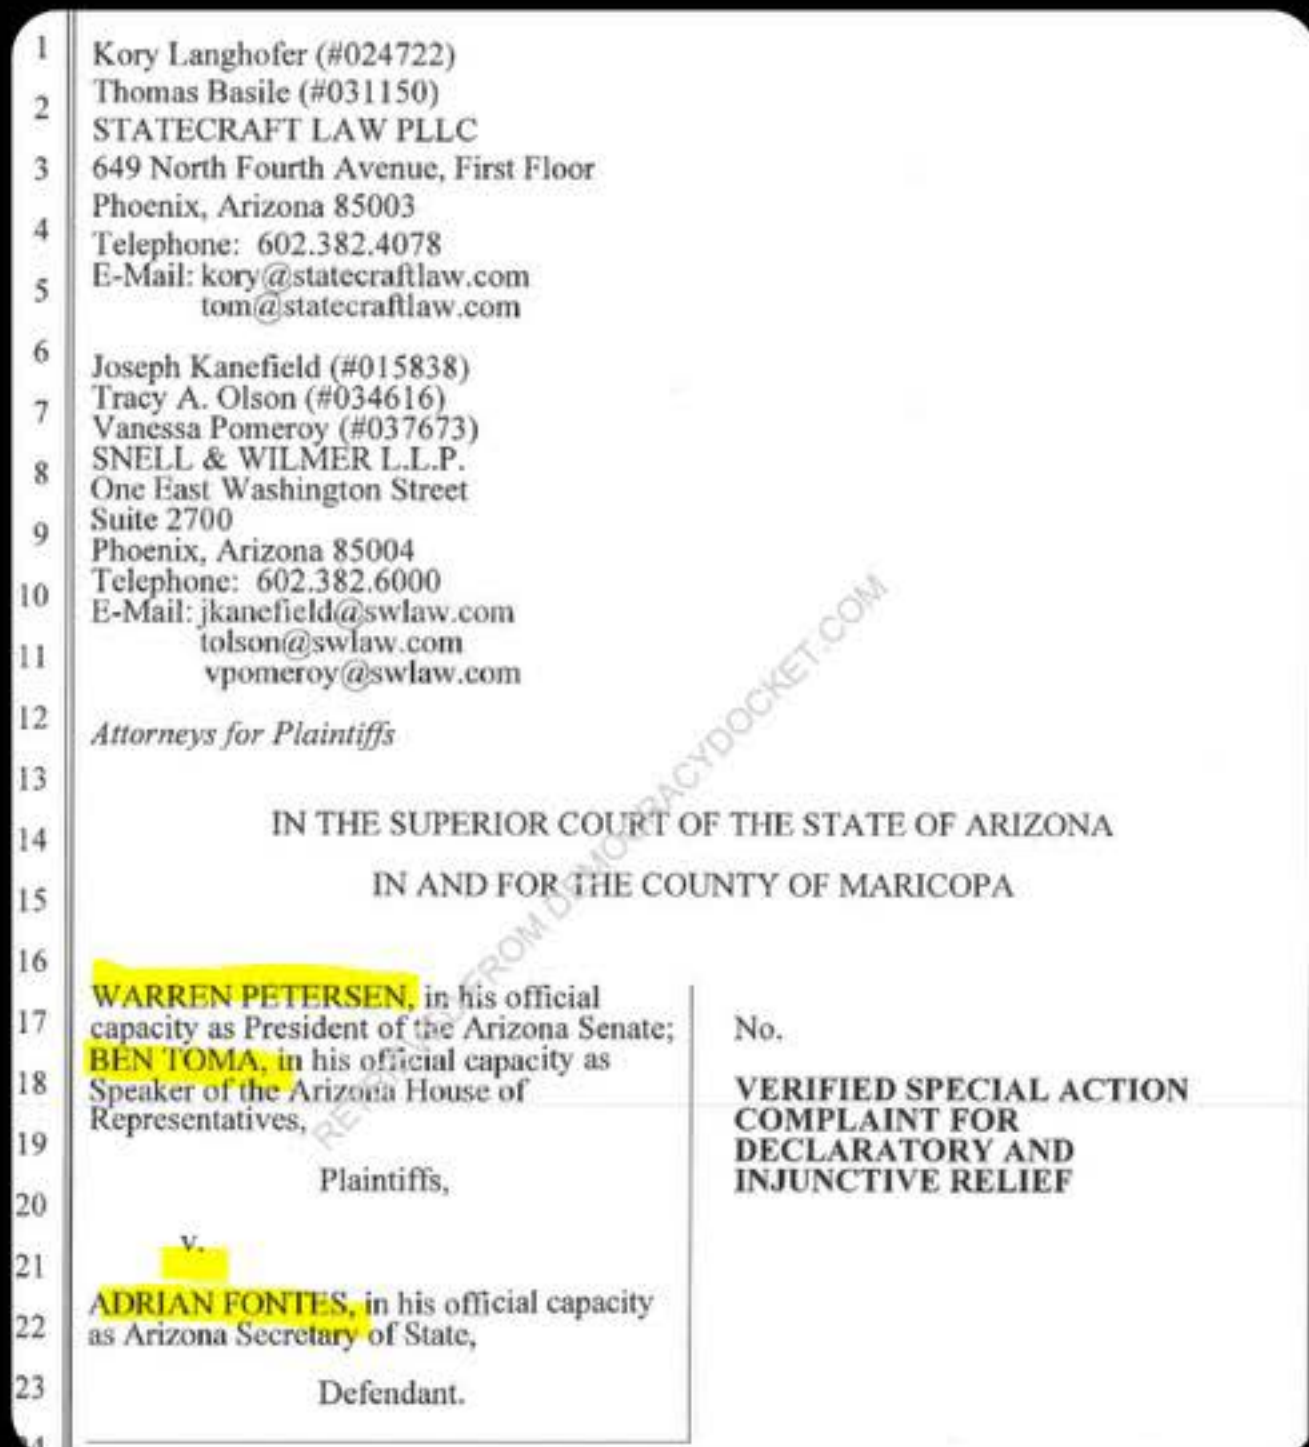 1 Kory Langhofer (#024722)
2 Thomas Basile (#031150)
STATECRAFT LAW PLLC
3 649 North Fourth Avenue, First Floor
Phoenix, Arizona 85003
4 Telephone: 602.382.4078
E-Mail: kory@statecraftlaw.com
5 tom@statecraftlaw.com
6 Joseph Kanefield (#015838)
7 Tracy A. Olson (#034616)
Vanessa Pomeroy (#037673)
8 SNELL & WILMER L.L.P.
One East Washington Street
9 Suite 2700
Phoenix, Arizona 85004
10 Telephone: 602.382.6000
E-Mail: jkanefield@swlaw.com
11 tolson@swlaw.com
vpomeroy@swlaw.com
12 Attorneys for Plaintiffs
13
14 IN THE SUPERIOR COURT OF THE STATE OF ARIZONA
15 IN AND FOR THE COUNTY OF MARICOPA
16
WARREN PETERSEN, in his official
17 capacity as President of the Arizona Senate;
BEN TOMA, in his official capacity as
18 Speaker of the Arizona House of
Representatives,
19
Plaintiffs,
20
v.
21
ADRIAN FONTES, in his official capacity
22 as Arizona Secretary of State,
23 Defendant.
No.
VERIFIED SPECIAL ACTION
COMPLAINT FOR
DECLARATORY AND
INJUNCTIVE RELIEF
24
RETRIEVED FROM DEMOCRACYDOCKET.COM